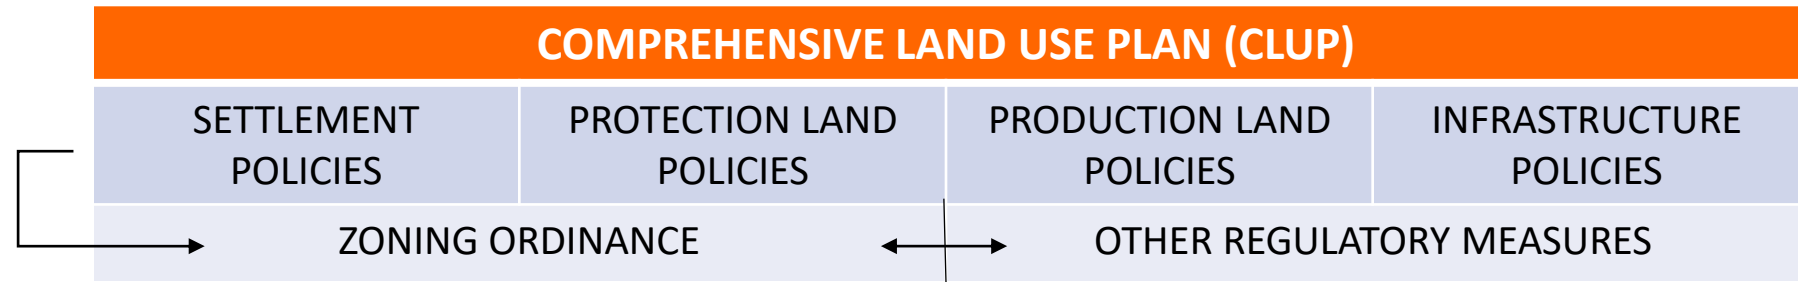 COMPREHENSIVE LAND USE PLAN (CLUP)
SETTLEMENT
POLICIES
PROTECTION LAND
POLICIES
PRODUCTION LAND
POLICIES
INFRASTRUCTURE
POLICIES
ZONING ORDINANCE
OTHER REGULATORY MEASURES